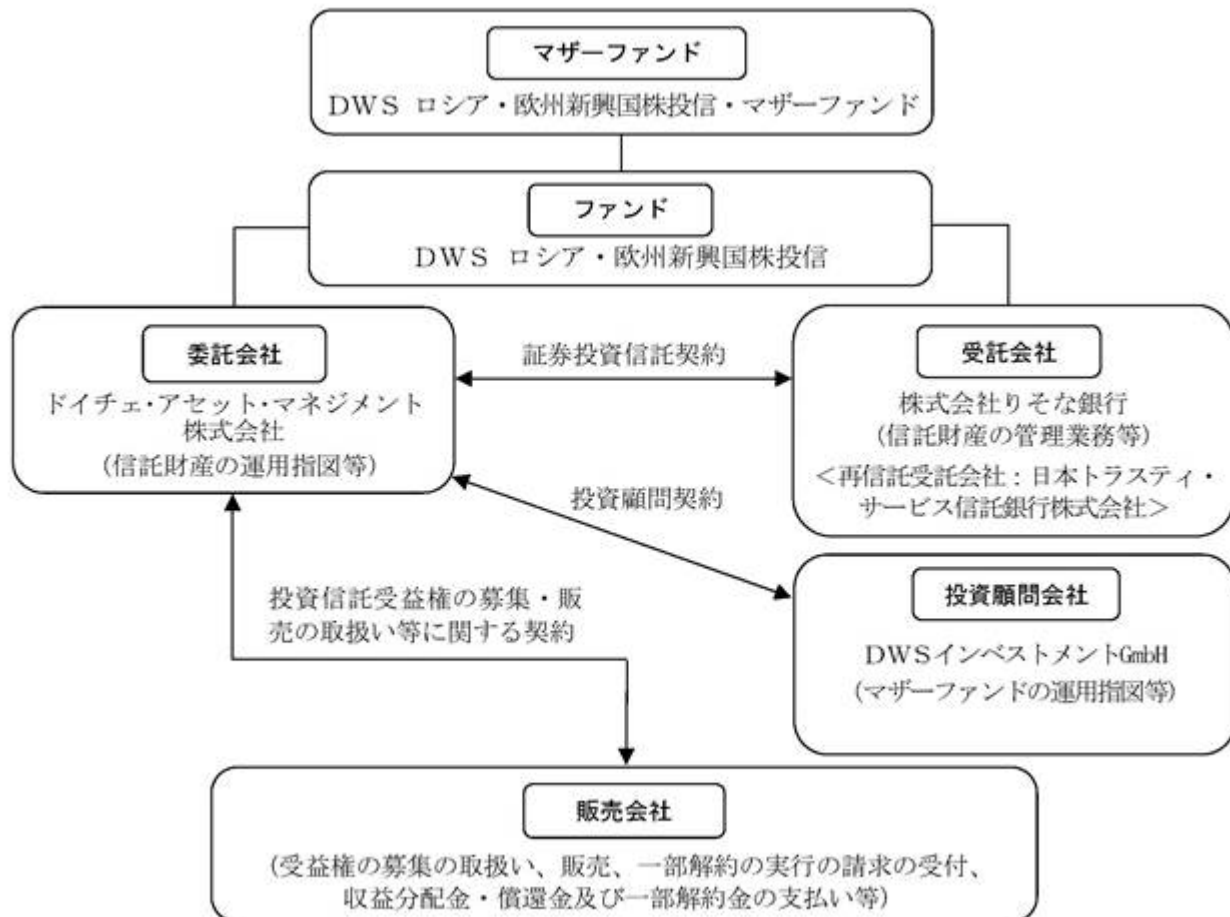 マザーファンド
DWS ロシア・欧州新興国株投信・マザーファンド
ファンド
DWS ロシア・欧州新興国株投信
委託会社
ドイチェ・アセット・マネジメント
株式会社
(信託財産の運用指図等)
証券投資信託契約
受託会社
株式会社りそな銀行
(信託財産の管理業務等)
<再信託受託会社：日本トラスティ・
サービス信託銀行株式会社>
投資顧問契約
投資顧問会社
DWSインベストメントGmbH
(マザーファンドの運用指図等)
投資信託受益権の募集・販
売の取扱い等に関する契約
販売会社
(受益権の募集の取扱い、販売、一部解約の実行の請求の受付、
収益分配金・償還金及び一部解約金の支払い等)